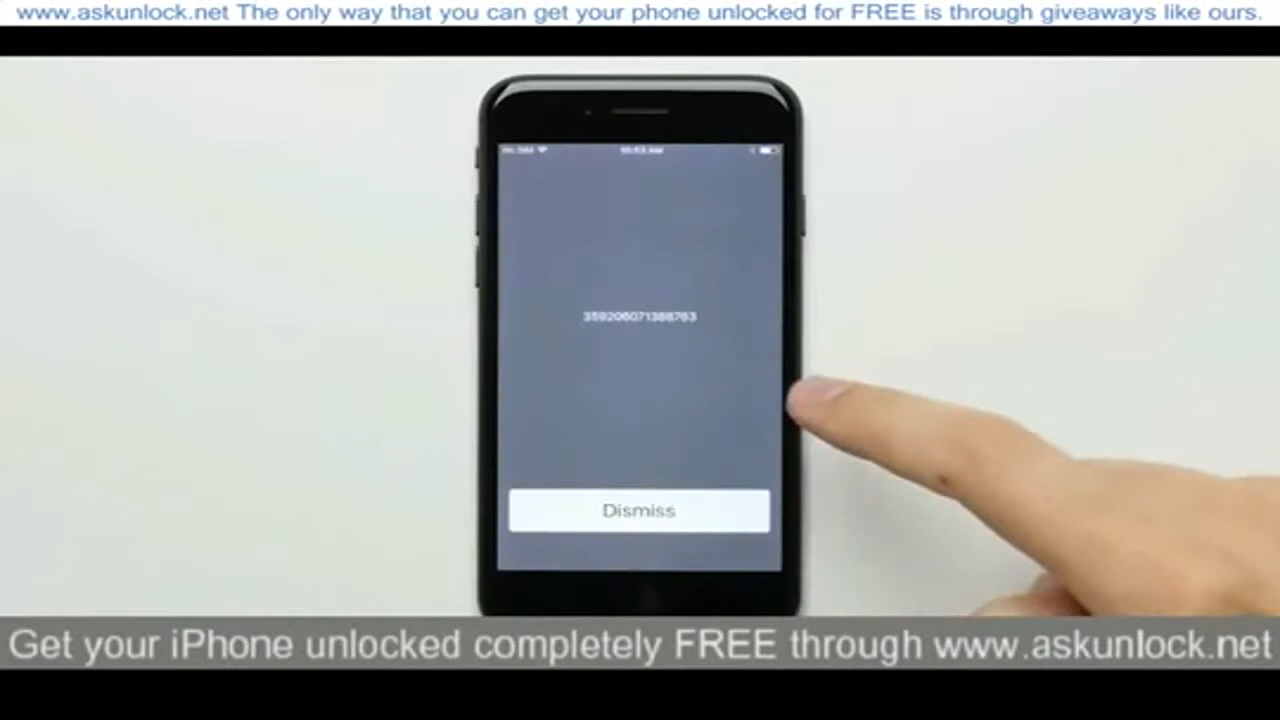 www.askunlock.net The only way that you can get your phone unlocked for FREE is through giveaways like ours.
Dismiss
Get your iPhone unlocked completely FREE through www.askunlock.net